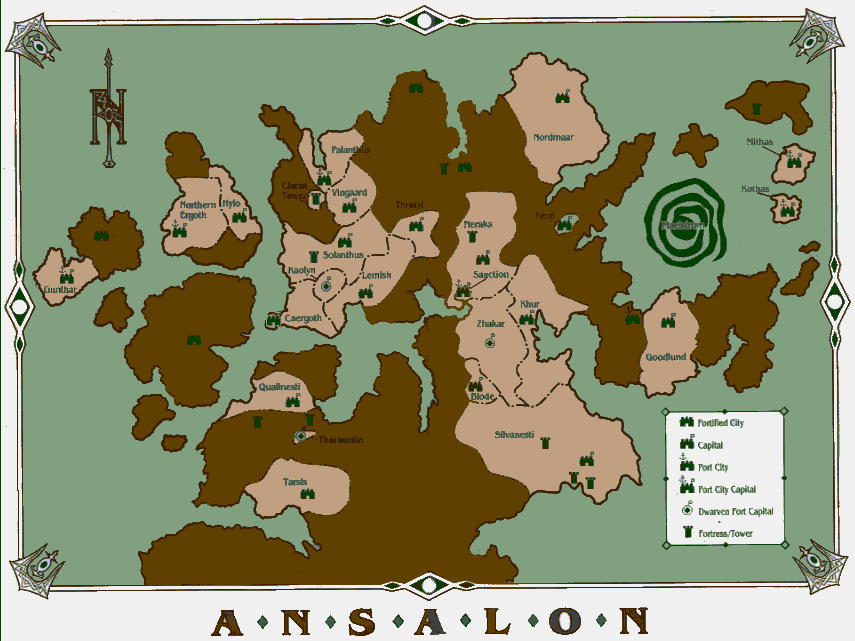 N
Nordmaar
Mithas
Palanthus
Clerist
Tower
Vingaard
Kothas
Northern
Ergoth
Hylo
Throtyl
Kern
Neraka
Solanthus
Kaolyn
Lemish
Sanction
Gunthar
Khur
Caergoth
Zhakar
Goodlund
Qualinesti
Blode
Silvanesti
Thorbardin
Tarsis
Fortified City
Capital
Port City
Port City Capital
Dwarven Fort Capital
Fortress/Tower
ANSALON